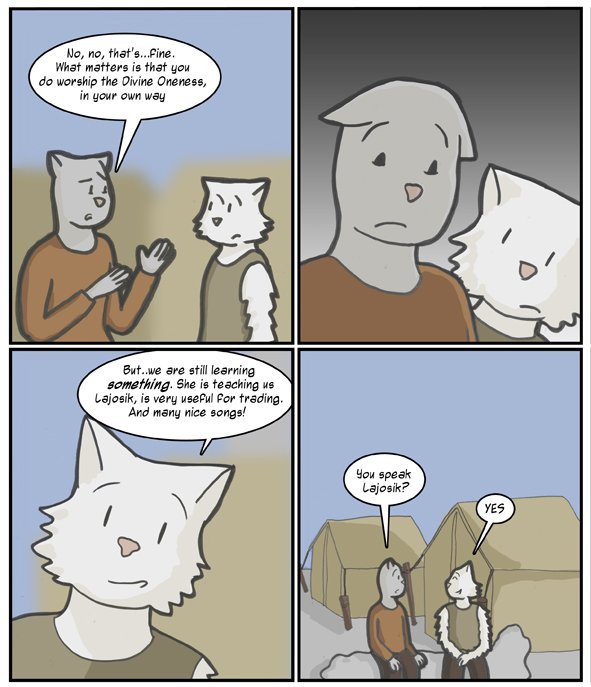 No, no, that's...fine.
What matters is that you
do worship the Divine Oneness,
in your own way
But..we are still learning
something. She is teaching us
Lajosik, is very useful for trading.
And many nice songs!
You speak
Lajosik?
YES